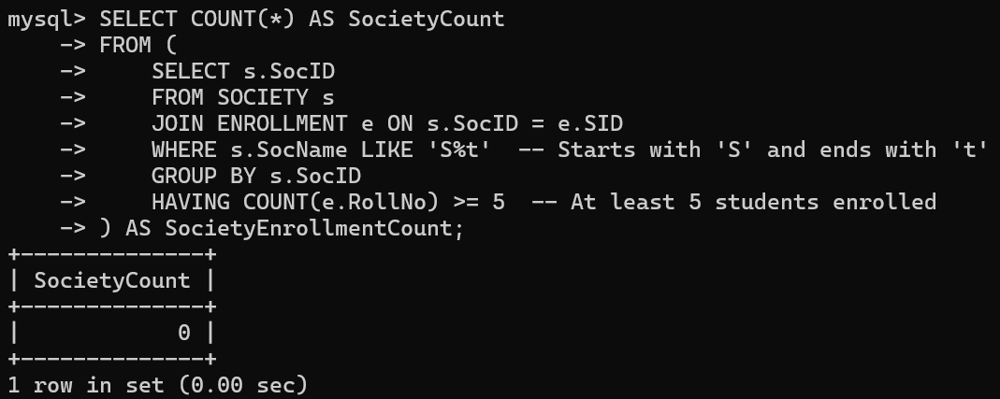 mysql> SELECT COUNT(*) AS SocietyCount
    -> FROM (
    ->     SELECT s.SocID
    ->     FROM SOCIETY s
    ->     JOIN ENROLLMENT e ON s.SocID = e.SID
    ->     WHERE s.SocName LIKE 'S%t'  -- Starts with 'S' and ends with 't'
    ->     GROUP BY s.SocID
    ->     HAVING COUNT(e.RollNo) >= 5  -- At least 5 students enrolled
    -> ) AS SocietyEnrollmentCount;
+--------------+
| SocietyCount |
+--------------+
|            0 |
+--------------+
1 row in set (0.00 sec)